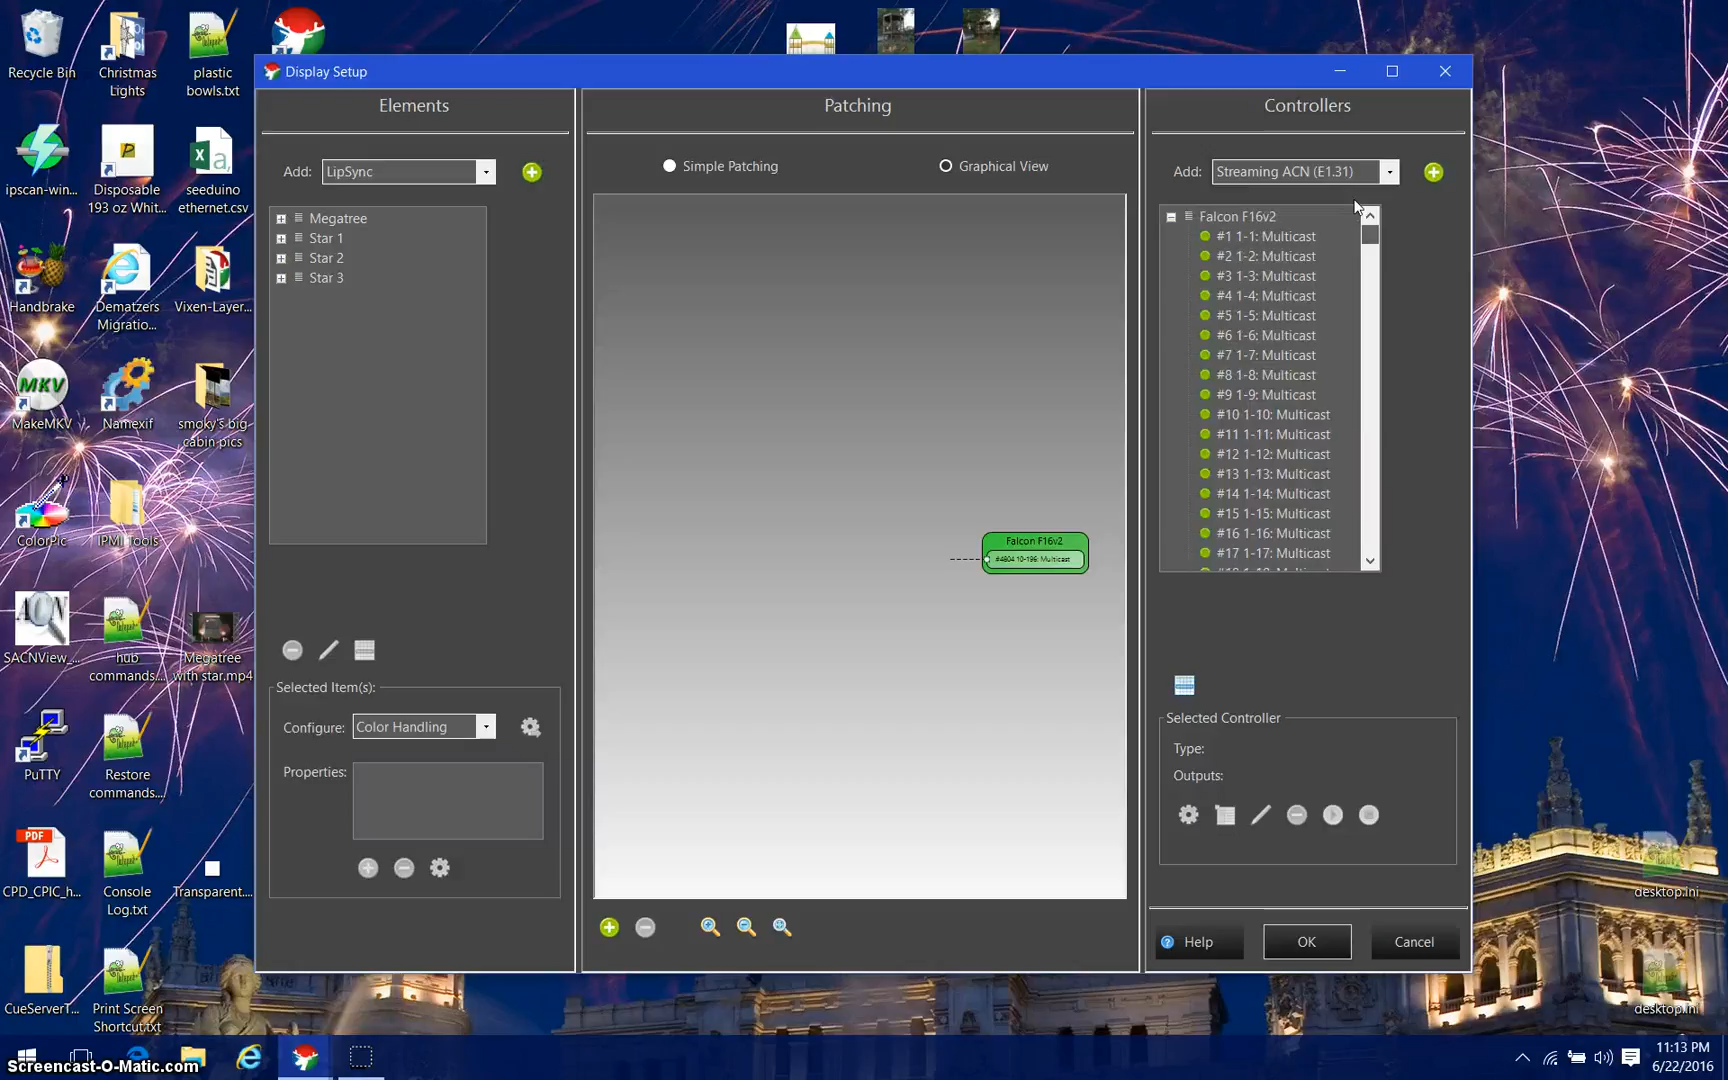 Recycle Bin
Christmas
Lights
plastic
bowls.txt
ipscan-win...
Disposable
193 oz Whit...
seeduino
ethernet.csv
Handbrake
Dematzers
Migratio...
Vixen-Layer...
MKV
MakeMKV
Namexif
smoky's big
cabin pics
ColorPic
IPMI Tools
ACN
SACNView_...
hub
commands....
Megatree
with star.mp4
PuTTY
Restore
commands....
PDF
CPD_CPIC_h...
Console
Log.txt
Transparent....
CueServerT...
Print Screen
Shortcut.txt
Display Setup
Elements
Add:
LipSync
Megatree
Star 1
Star 2
Star 3
Selected Item(s):
Configure:
Color Handling
Properties:
Patching
Simple Patching
Graphical View
Falcon F16v2
#4604 10-196: Multicast
Controllers
Add:
Streaming ACN (E1.31)
Falcon F16v2
#1 1-1: Multicast
#2 1-2: Multicast
#3 1-3: Multicast
#4 1-4: Multicast
#5 1-5: Multicast
#6 1-6: Multicast
#7 1-7: Multicast
#8 1-8: Multicast
#9 1-9: Multicast
#10 1-10: Multicast
#11 1-11: Multicast
#12 1-12: Multicast
#13 1-13: Multicast
#14 1-14: Multicast
#15 1-15: Multicast
#16 1-16: Multicast
#17 1-17: Multicast
Selected Controller
Type:
Outputs:
Help
OK
Cancel
desktop.ini
desktop.ini
11:13 PM
6/22/2016
Screencast-O-Matic.com